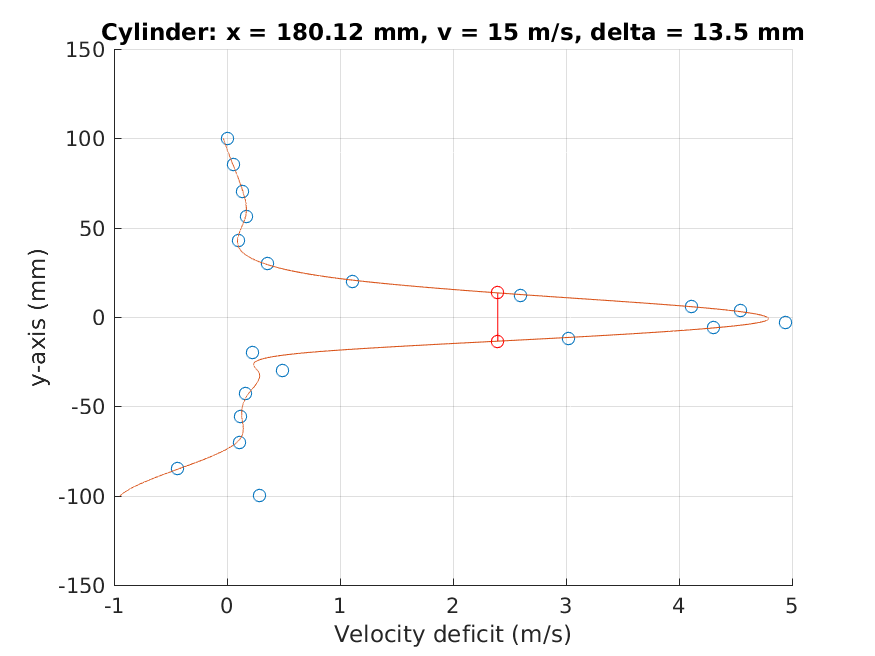 Cylinder: x = 180.12 mm, v = 15 m/s, delta = 13.5 mm
150
100
50
0
-50
-100
-150
y-axis (mm)
-1 0 1 2 3 4 5
Velocity deficit (m/s)